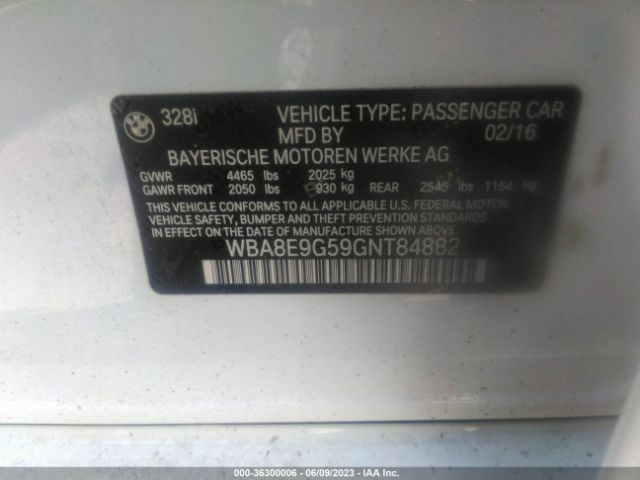 328i VEHICLE TYPE: PASSENGER CAR
MFD BY 02/16
BAYERISCHE MOTOREN WERKE AG
GVWR 4465 lbs 2025 kg
GAWR FRONT 2050 lbs 930 kg REAR 2545 lbs 1154 kg
THIS VEHICLE CONFORMS TO ALL APPLICABLE U.S. FEDERAL MOTOR
VEHICLE SAFETY, BUMPER AND THEFT PREVENTION STANDARDS
IN EFFECT ON THE DATE OF MANUFACTURE SHOWN ABOVE.
WBA8E9G59GNT84882
000-36300006 - 06/09/2023 - IAA Inc.